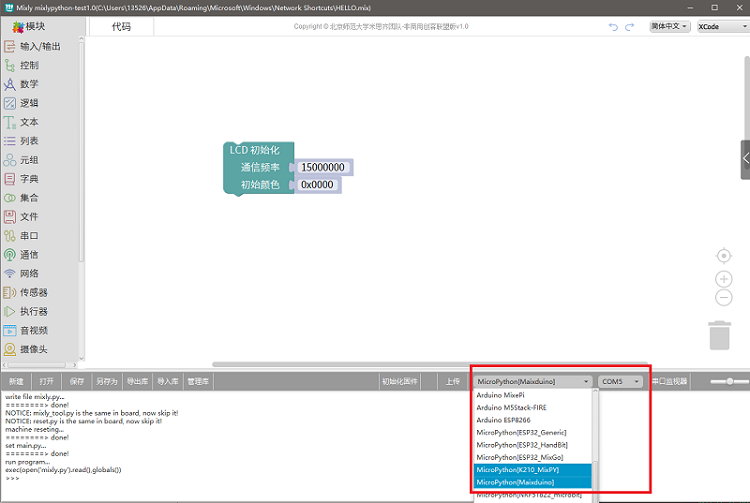 Mixly mixlypython-test1.0(C:\Users\13526\AppData\Roaming\Microsoft\Windows\Network Shortcuts\HELLO.mix)
模块
代码
Copyright © 北京师范大学米思齐团队-非商用创客联盟版v1.0
简体中文
XCode
输入/输出
控制
数学
逻辑
文本
列表
元组
字典
集合
文件
串口
通信
网络
传感器
执行器
音视频
摄像头
LCD 初始化
通信频率 15000000
初始颜色 0x0000
新建 打开 保存 另存为 导出库 导入库 管理库 初始化固件 上传 MicroPython[Maixduino] COM5 串口监视器
write file mixly.py...
========> done!
NOTICE: mixly_tool.py is the same in board, now skip it!
NOTICE: reset.py is the same in board, now skip it!
machine reseting...
========> done!
set main.py...
========> done!
run program...
exec(open('mixly.py').read(),globals())
>>>
Arduino MixePi
Arduino M5Stack-FIRE
Arduino ESP8266
MicroPython[ESP32_Generic]
MicroPython[ESP32_HandBit]
MicroPython[ESP32_MixGo]
MicroPython[K210_MixPY]
MicroPython[Maixduino]
MicroPython[NRF51822_microbit]